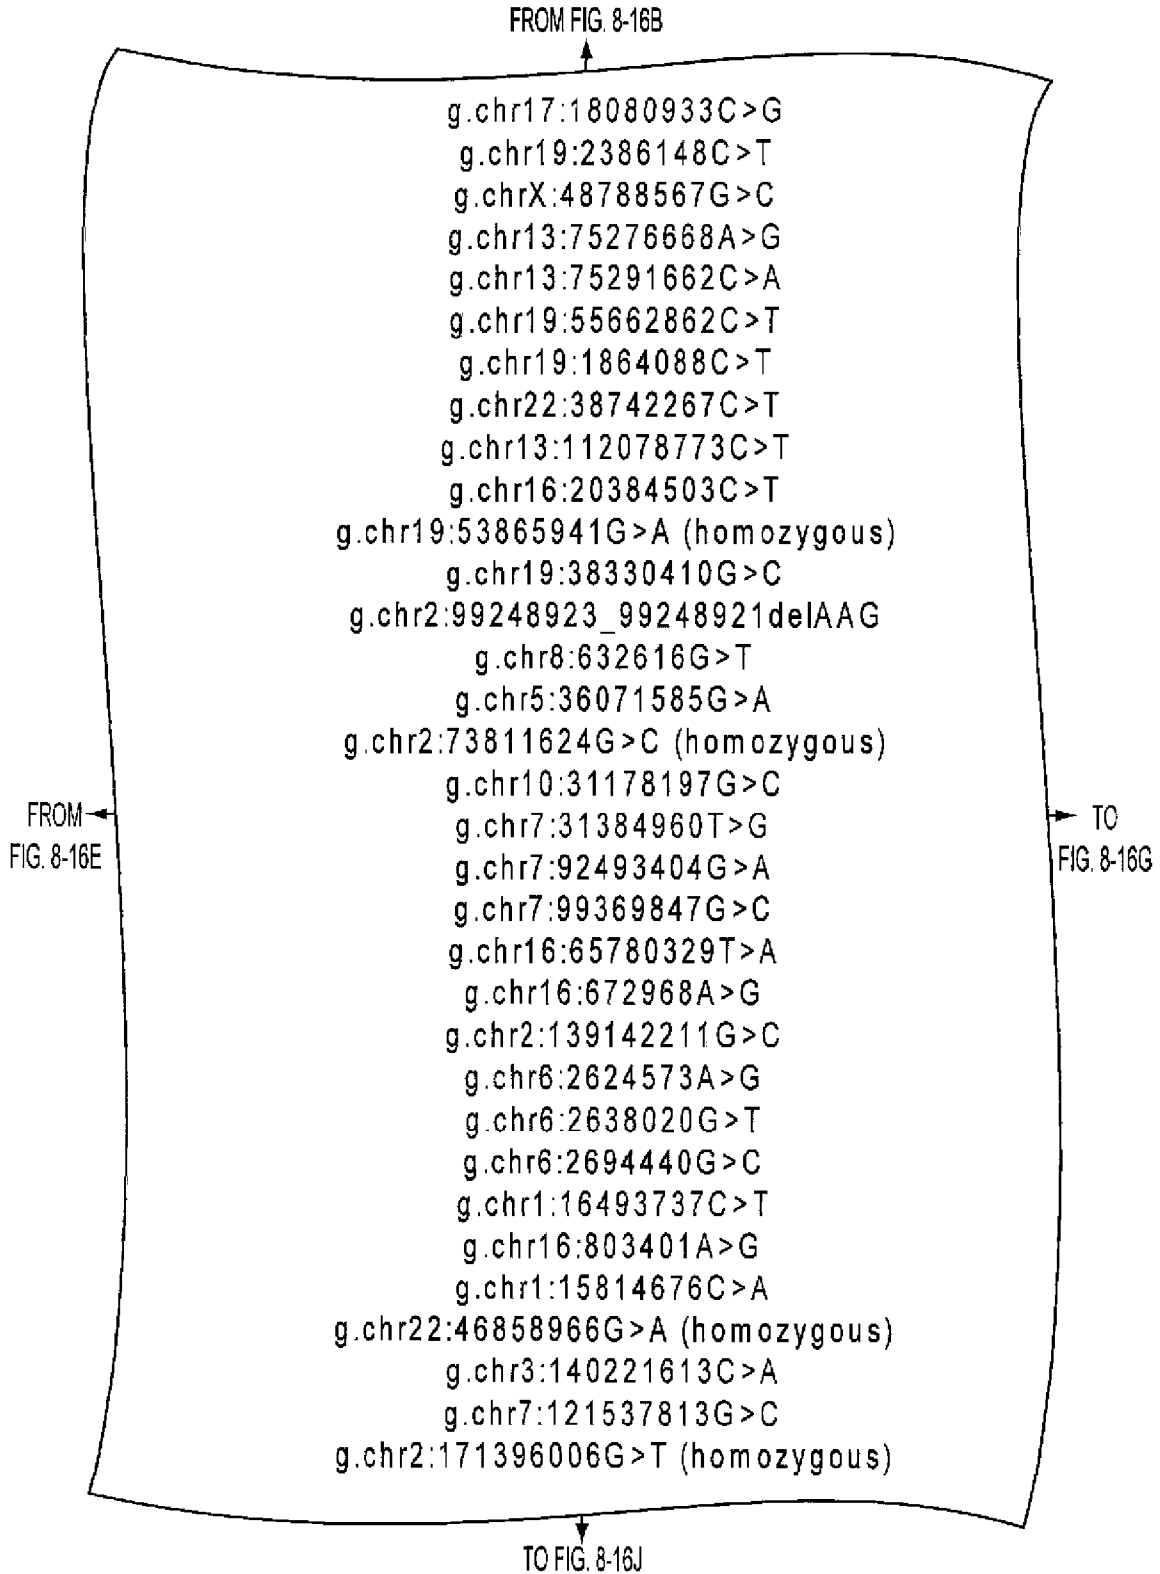 FROM FIG. 8-16B
g.chr17:18080933C>G
g.chr19:2386148C>T
g.chrX:48788567G>C
g.chr13:75276668A>G
g.chr13:75291662C>A
g.chr19:55662862C>T
g.chr19:1864088C>T
g.chr22:38742267C>T
g.chr13:112078773C>T
g.chr16:20384503C>T
g.chr19:53865941G>A (homozygous)
g.chr19:38330410G>C
g.chr2:99248923_99248921delAAG
g.chr8:632616G>T
g.chr5:36071585G>A
g.chr2:73811624G>C (homozygous)
g.chr10:31178197G>C
FROM
FIG. 8-16E
TO
FIG. 8-16G
g.chr7:31384960T>G
g.chr7:92493404G>A
g.chr7:99369847G>C
g.chr16:65780329T>A
g.chr16:672968A>G
g.chr2:139142211G>C
g.chr6:2624573A>G
g.chr6:2638020G>T
g.chr6:2694440G>C
g.chr1:16493737C>T
g.chr16:803401A>G
g.chr1:15814676C>A
g.chr22:46858966G>A (homozygous)
g.chr3:140221613C>A
g.chr7:121537813G>C
g.chr2:171396006G>T (homozygous)
TO FIG. 8-16J